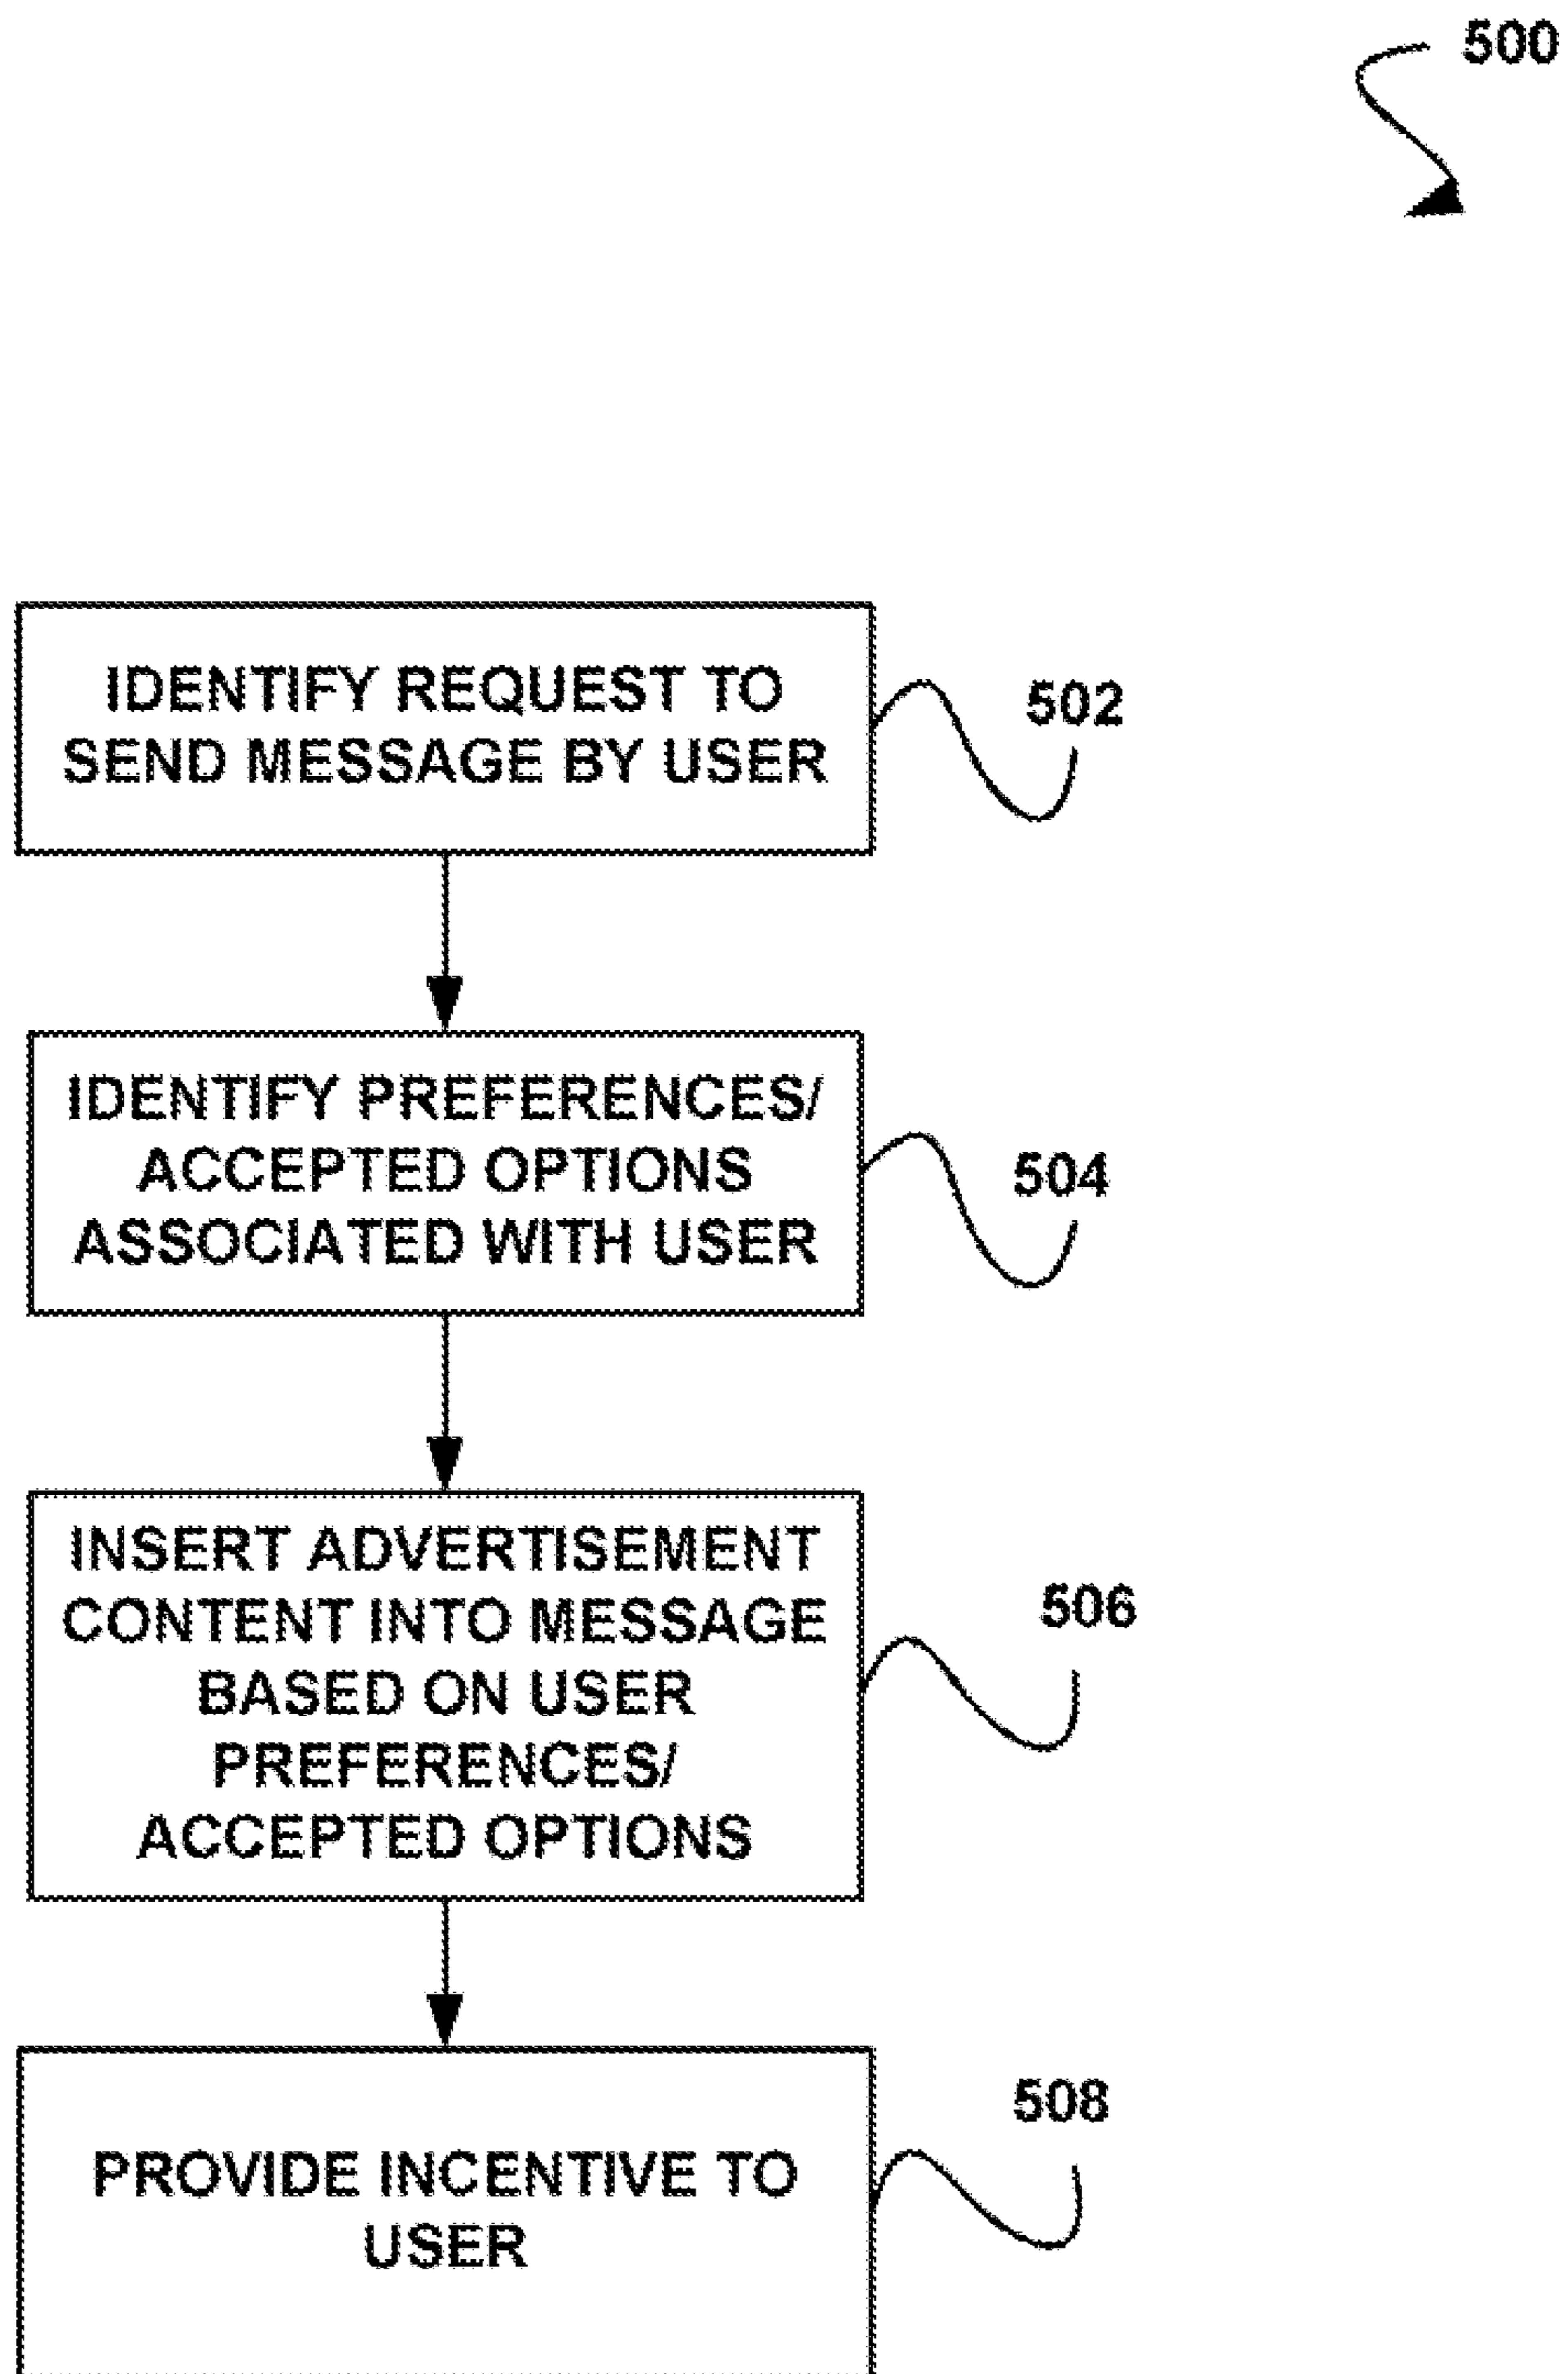 500
IDENTIFY REQUEST TO
SEND MESSAGE BY USER
502
IDENTIFY PREFERENCES/
ACCEPTED OPTIONS
ASSOCIATED WITH USER
504
INSERT ADVERTISEMENT
CONTENT INTO MESSAGE
BASED ON USER
PREFERENCES/
ACCEPTED OPTIONS
506
PROVIDE INCENTIVE TO
USER
508